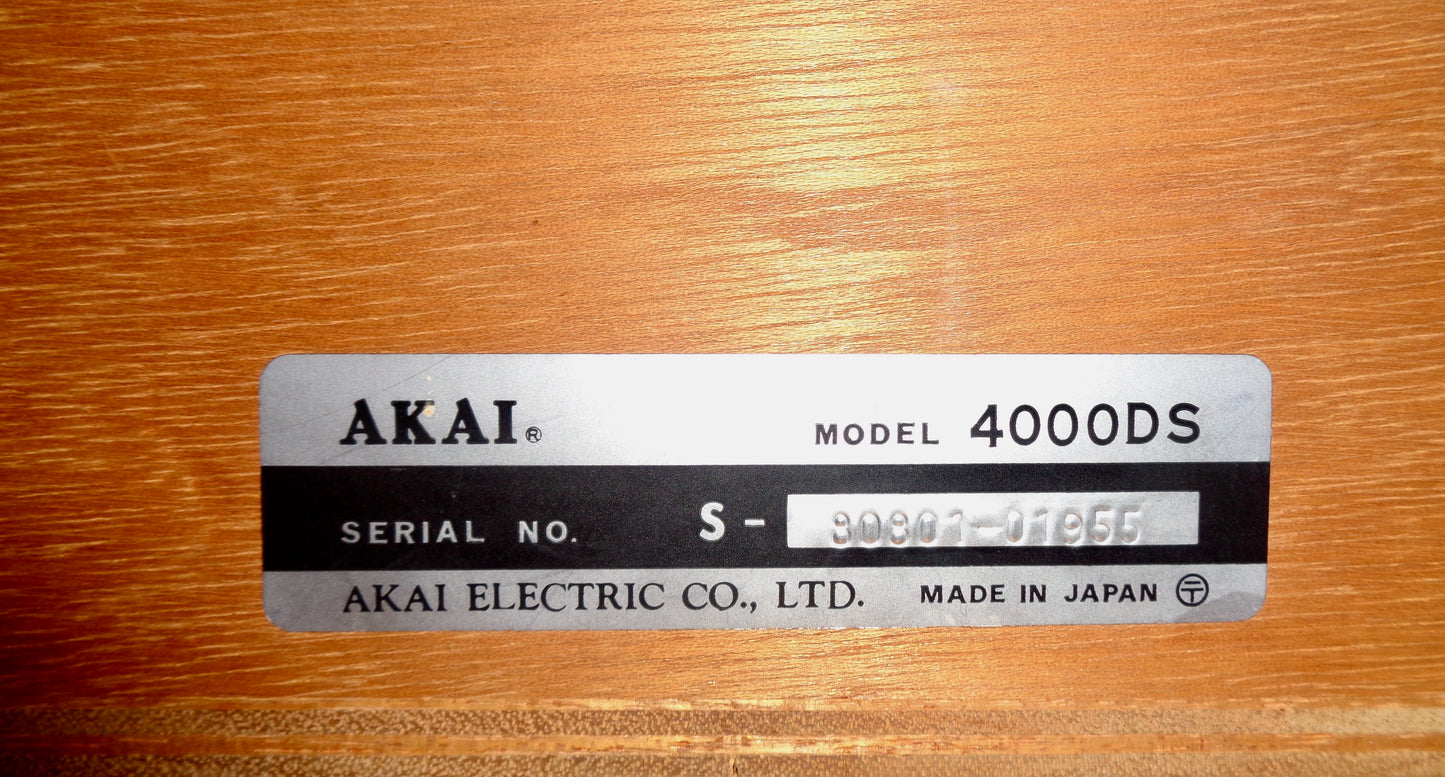 AKAI® MODEL 4000DS
SERIAL NO. S - 80801-01955
AKAI ELECTRIC CO., LTD. MADE IN JAPAN 〶